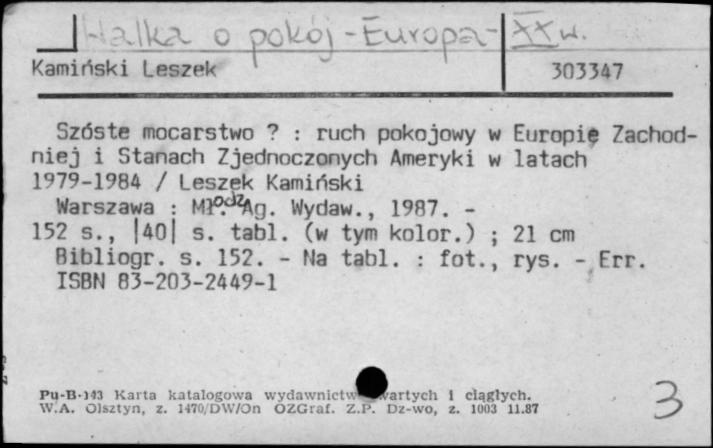 Walka o pokój - Europa - XX w.
Kamiński Leszek 303347
Szóste mocarstwo ? : ruch pokojowy w Europie Zachod-
niej i Stanach Zjednoczonych Ameryki w latach
1979-1984 / Leszek Kamiński
Warszawa : Młodz. Ag. Wydaw., 1987. -
152 s., |40| s. tabl. (w tym kolor.) ; 21 cm
Bibliogr. s. 152. - Na tabl. : fot., rys. - Err.
ISBN 83-203-2449-1
Pu-B-143 Karta katalogowa wydawnictw zwartych i ciągłych.
W.A. Olsztyn, z. 1470/DW/On OZGraf. Z.P. Dz-wo, z. 1003 11.87
3